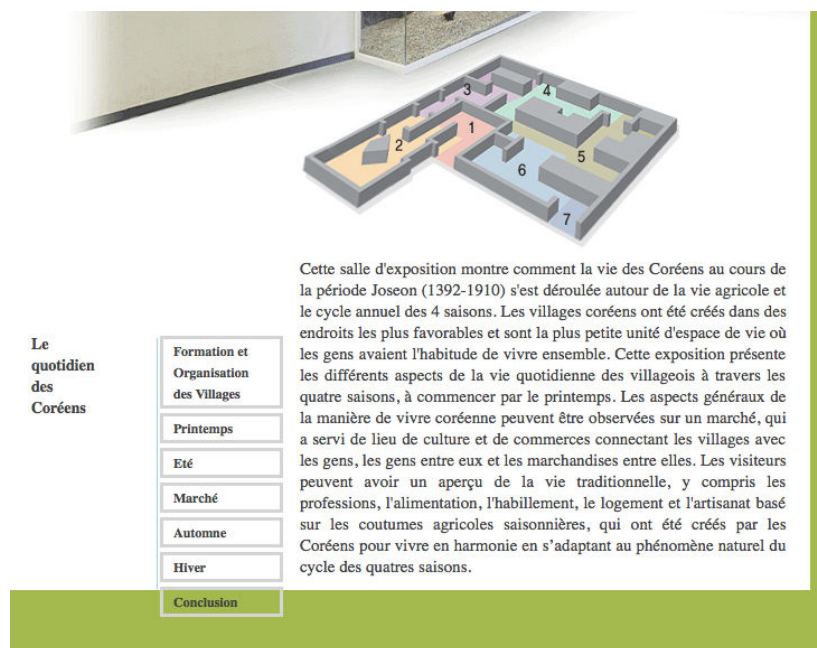 3
4
1
2
5
6
7
Cette salle d'exposition montre comment la vie des Coréens au cours de
la période Joseon (1392-1910) s'est déroulée autour de la vie agricole et
le cycle annuel des 4 saisons. Les villages coréens ont été créés dans des
endroits les plus favorables et sont la plus petite unité d'espace de vie où
les gens avaient l'habitude de vivre ensemble. Cette exposition présente
les différents aspects de la vie quotidienne des villageois à travers les
quatre saisons, à commencer par le printemps. Les aspects généraux de
la manière de vivre coréenne peuvent être observées sur un marché, qui
a servi de lieu de culture et de commerces connectant les villages avec
les gens, les gens entre eux et les marchandises entre elles. Les visiteurs
peuvent avoir un aperçu de la vie traditionnelle, y compris les
professions, l'alimentation, l'habillement, le logement et l'artisanat basé
sur les coutumes agricoles saisonnières, qui ont été créés par les
Coréens pour vivre en harmonie en s’adaptant au phénomène naturel du
cycle des quatres saisons.
Le
quotidien
des
Coréens
Formation et
Organisation
des Villages
Printemps
Eté
Marché
Automne
Hiver
Conclusion